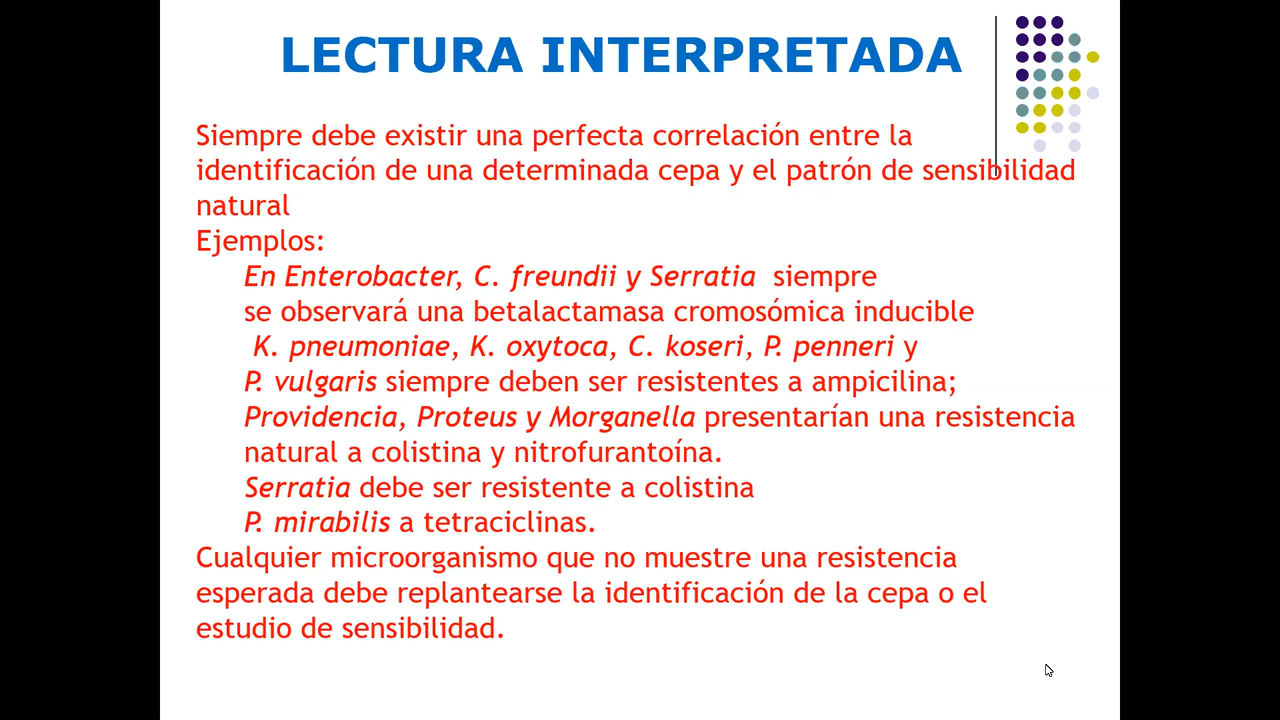 LECTURA INTERPRETADA
Siempre debe existir una perfecta correlación entre la
identificación de una determinada cepa y el patrón de sensibilidad
natural
Ejemplos:
En Enterobacter, C. freundii y Serratia siempre
se observará una betalactamasa cromosómica inducible
K. pneumoniae, K. oxytoca, C. koseri, P. penneri y
P. vulgaris siempre deben ser resistentes a ampicilina;
Providencia, Proteus y Morganella presentarían una resistencia
natural a colistina y nitrofurantoína.
Serratia debe ser resistente a colistina
P. mirabilis a tetraciclinas.
Cualquier microorganismo que no muestre una resistencia
esperada debe replantearse la identificación de la cepa o el
estudio de sensibilidad.